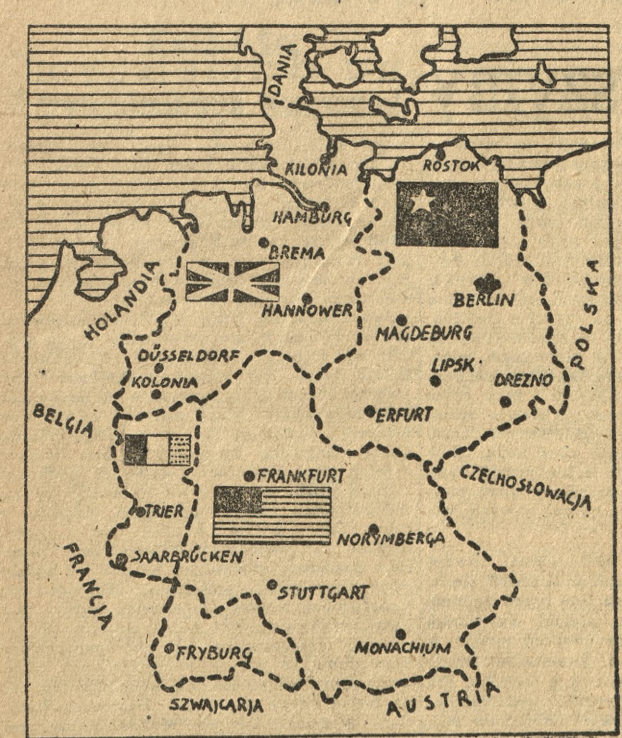 DANIA
KILONIA
ROSTOK
HAMBURG
BREMA
HOLANDIA
HANNOWER
BERLIN
POLSKA
MAGDEBURG
DÜSSELDORF
LIPSK
KOLONIA
DREZNO
BELGIA
ERFURT
FRANKFURT
CZECHOSŁOWACJA
TRIER
NORYMBERGA
SAARBRÜCKEN
FRANCJA
STUTTGART
FRYBURG
MONACHIUM
SZWAJCARJA
AUSTRIA